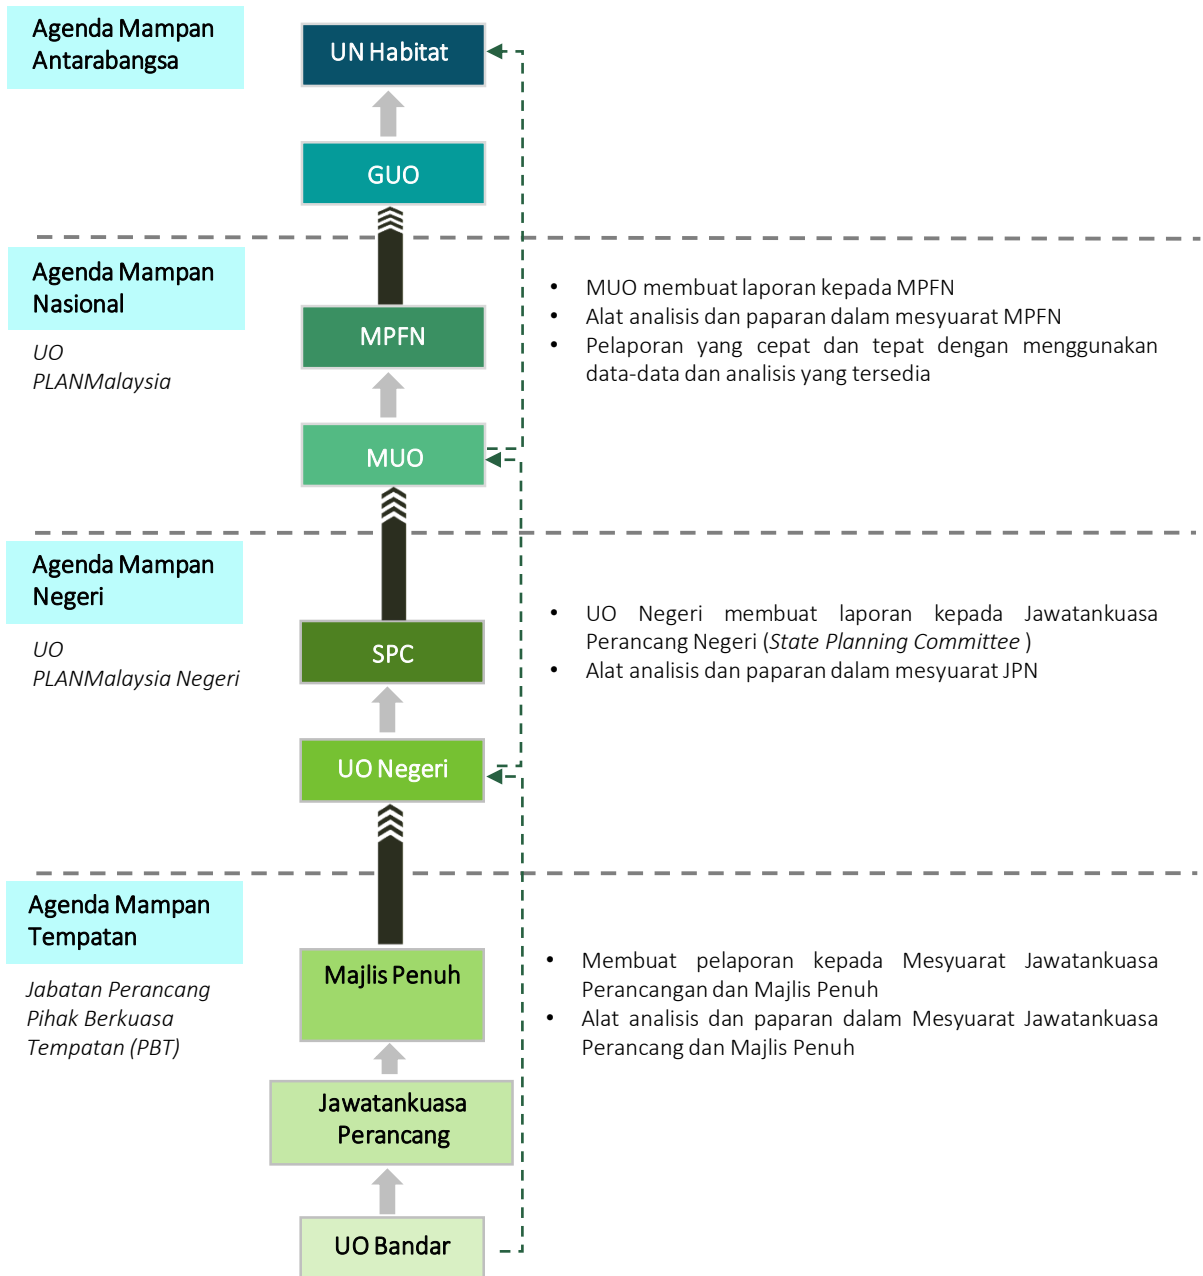 Agenda Mampan
Antarabangsa
UN Habitat
GUO
Agenda Mampan
Nasional
UO
PLANMalaysia
MPFN
MUO
• MUO membuat laporan kepada MPFN
• Alat analisis dan paparan dalam mesyuarat MPFN
• Pelaporan yang cepat dan tepat dengan menggunakan
data-data dan analisis yang tersedia
Agenda Mampan
Negeri
UO
PLANMalaysia Negeri
SPC
UO Negeri
• UO Negeri membuat laporan kepada Jawatankuasa
Perancang Negeri (State Planning Committee )
• Alat analisis dan paparan dalam mesyuarat JPN
Agenda Mampan
Tempatan
Jabatan Perancang
Pihak Berkuasa
Tempatan (PBT)
Majlis Penuh
Jawatankuasa
Perancang
UO Bandar
• Membuat pelaporan kepada Mesyuarat Jawatankuasa
Perancangan dan Majlis Penuh
• Alat analisis dan paparan dalam Mesyuarat Jawatankuasa
Perancang dan Majlis Penuh